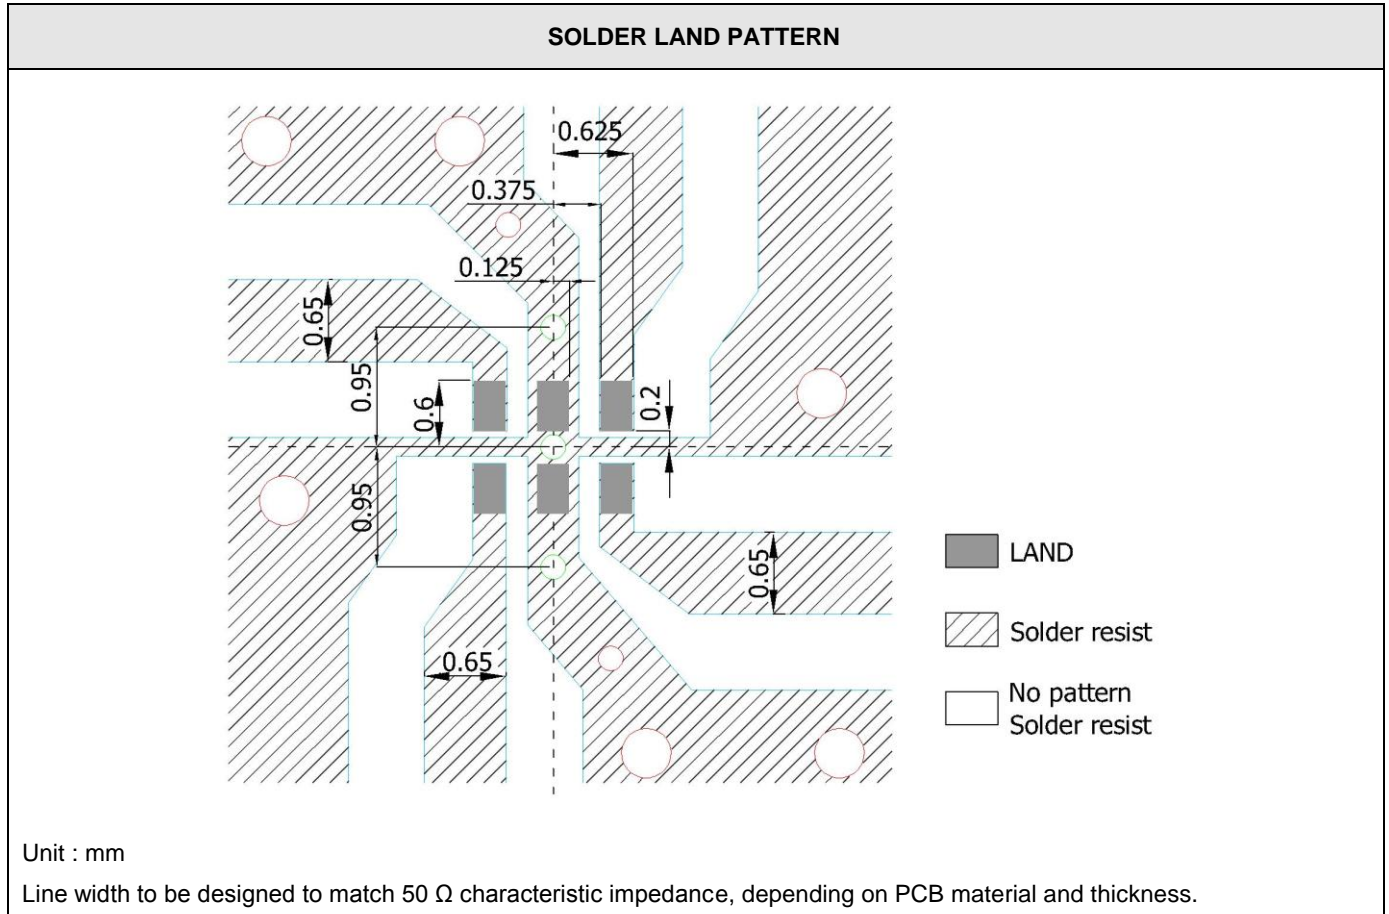 SOLDER LAND PATTERN
0.625
0.375
0.125
0.65
0.95
0.6
0.2
0.95
0.65
0.65
LAND
Solder resist
No pattern
Solder resist
Unit : mm
Line width to be designed to match 50 Ω characteristic impedance, depending on PCB material and thickness.